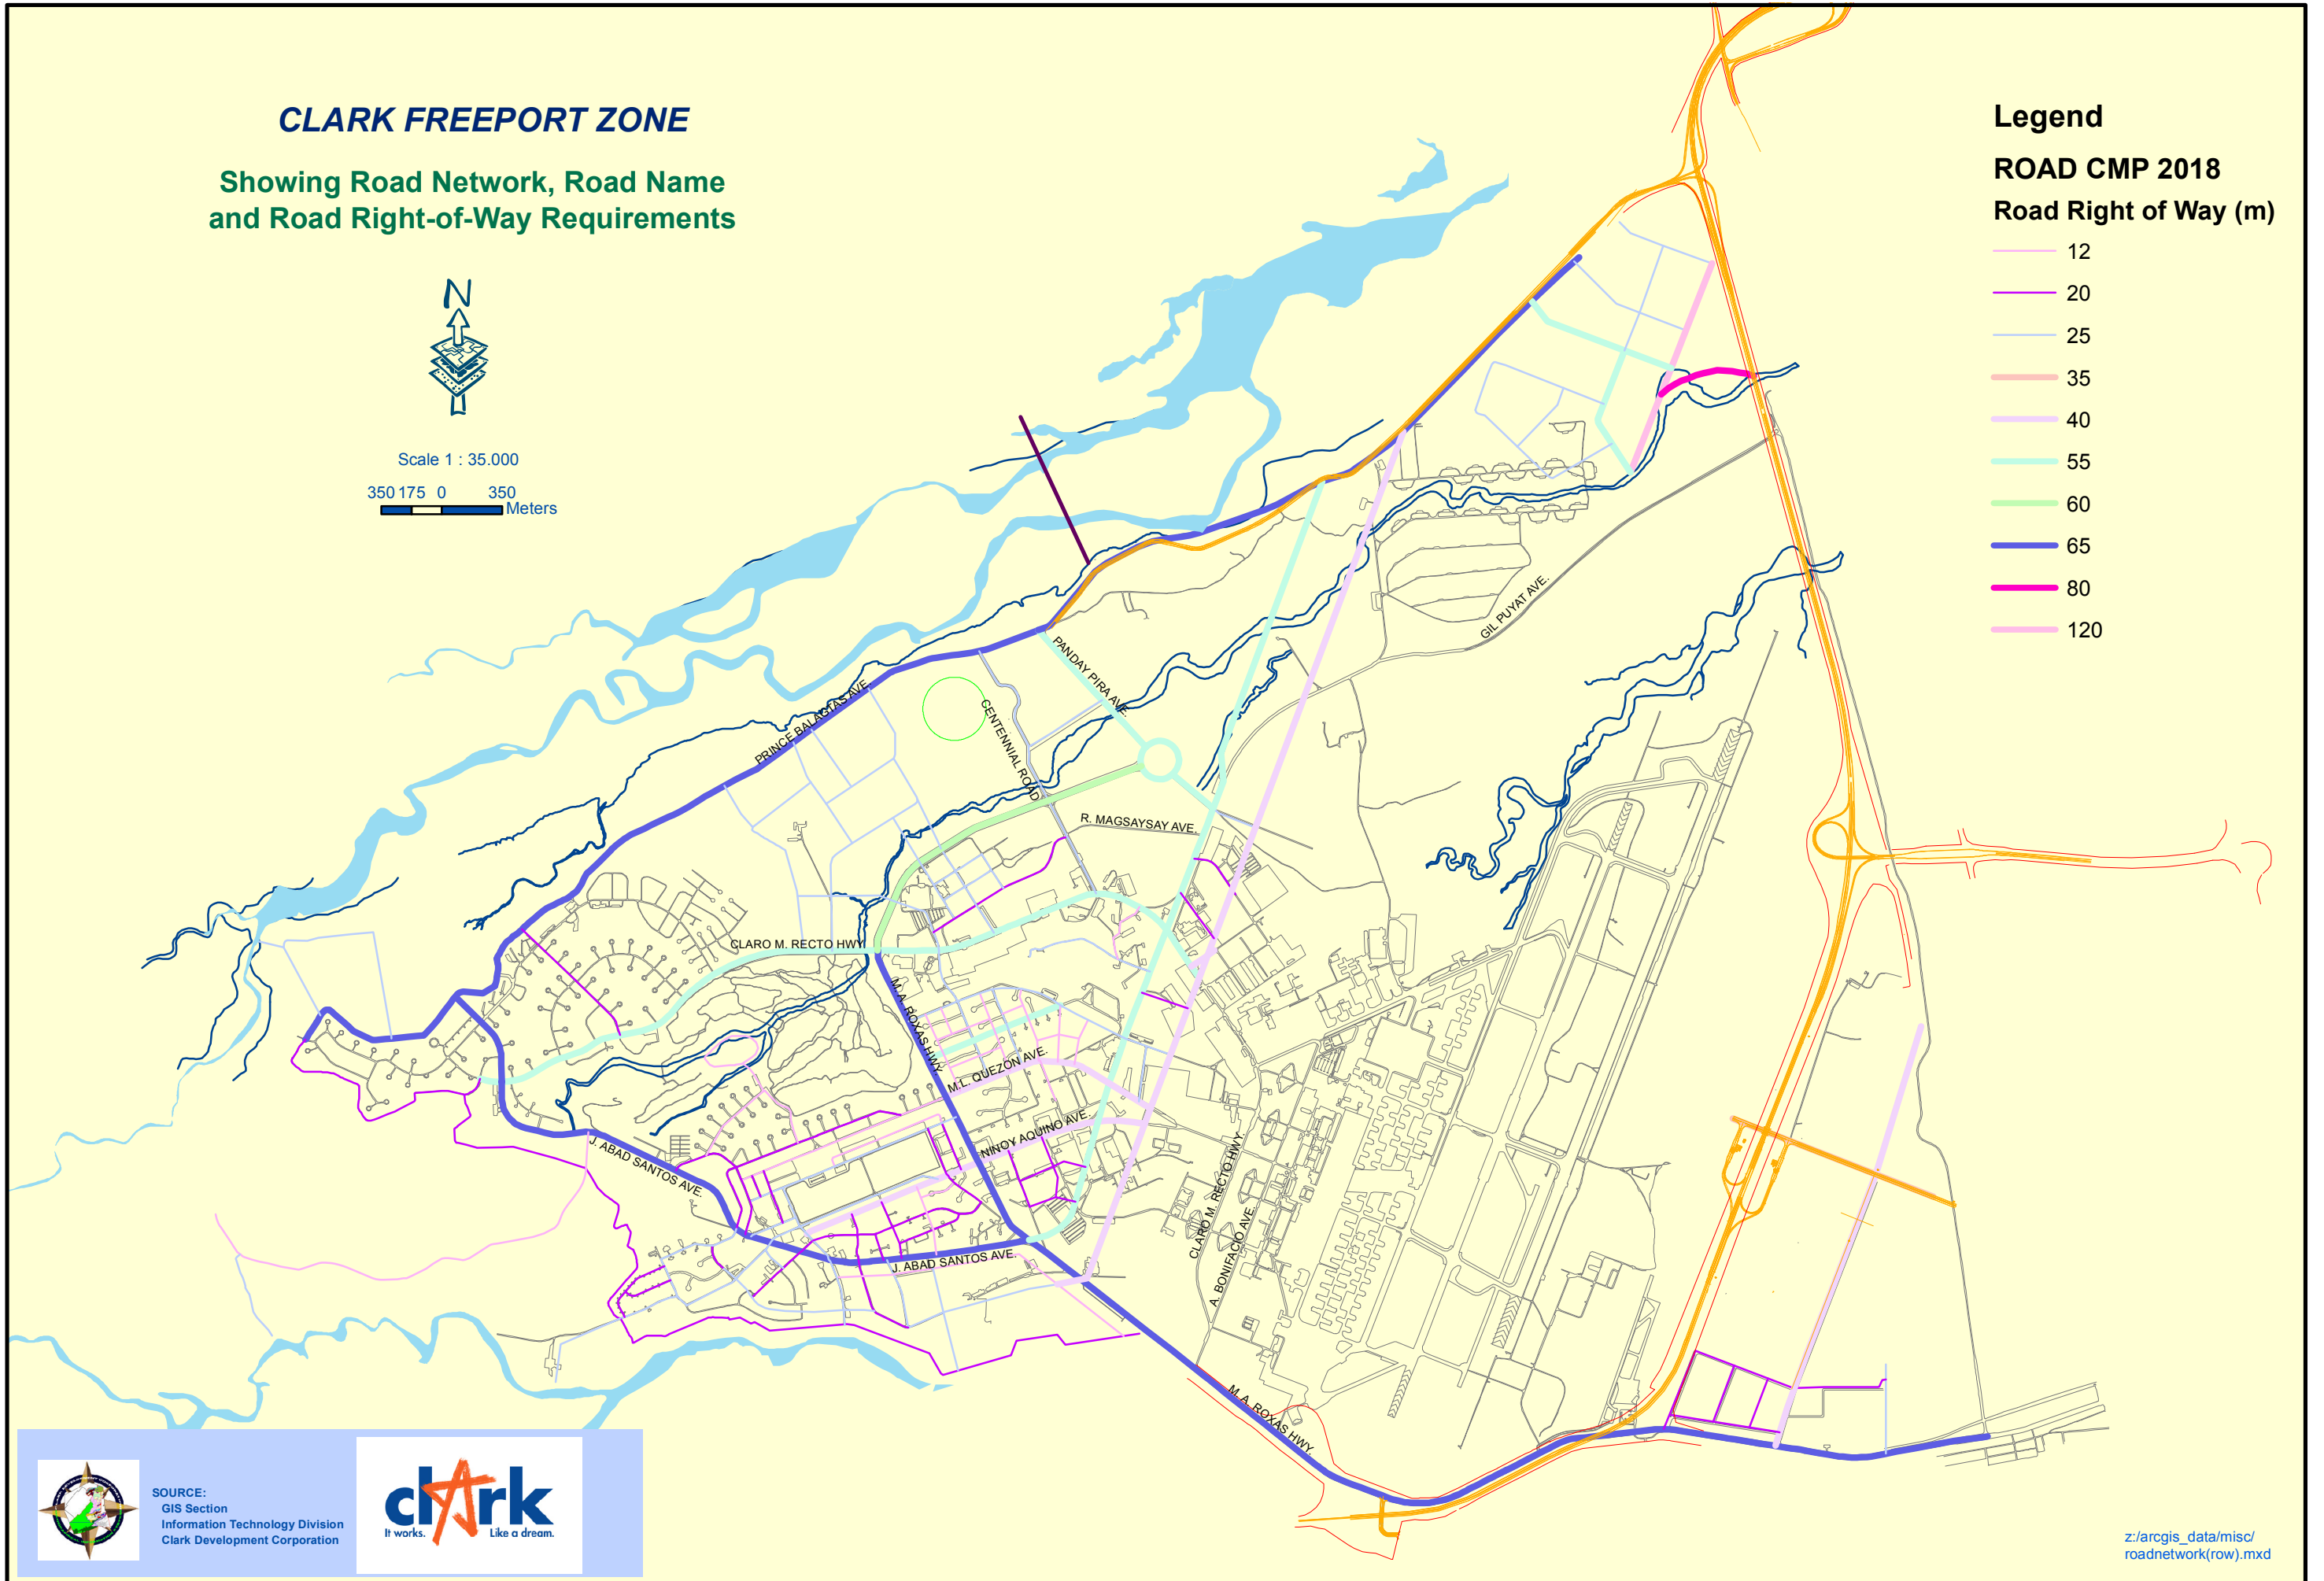 CLARK FREEPORT ZONE
Showing Road Network, Road Name
and Road Right-of-Way Requirements
N
Scale 1 : 35.000
350 175 0 350
Meters
Legend
ROAD CMP 2018
Road Right of Way (m)
12
20
25
35
40
55
60
65
80
120
GIL PUYAT AVE.
PANDAY PIRA AVE.
PRINCE BALAGTAS AVE.
CENTENNIAL ROAD
R. MAGSAYSAY AVE.
CLARO M. RECTO HWY.
M. A. ROXAS HWY.
M.L. QUEZON AVE.
NINOY AQUINO AVE.
J. ABAD SANTOS AVE.
CLARO M. RECTO HWY.
A. BONIFACIO AVE.
J. ABAD SANTOS AVE.
M. A. ROXAS HWY.
SOURCE:
GIS Section
Information Technology Division
Clark Development Corporation
clark
It works. Like a dream.
z:/arcgis_data/misc/
roadnetwork(row).mxd